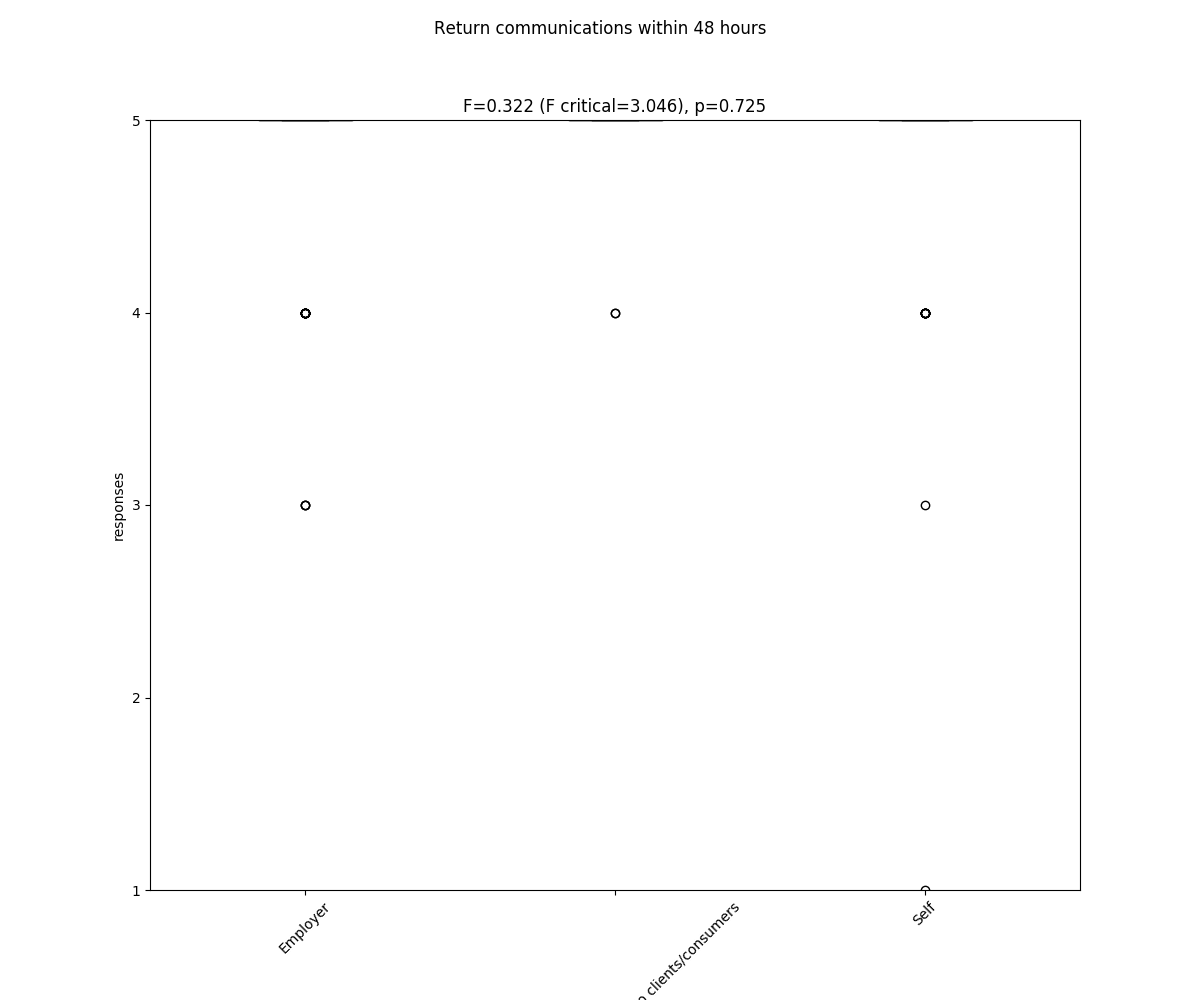 Return communications within 48 hours
F=0.322 (F critical=3.046), p=0.725
5
4
3
2
1
responses
Employer
clients/consumers
Self